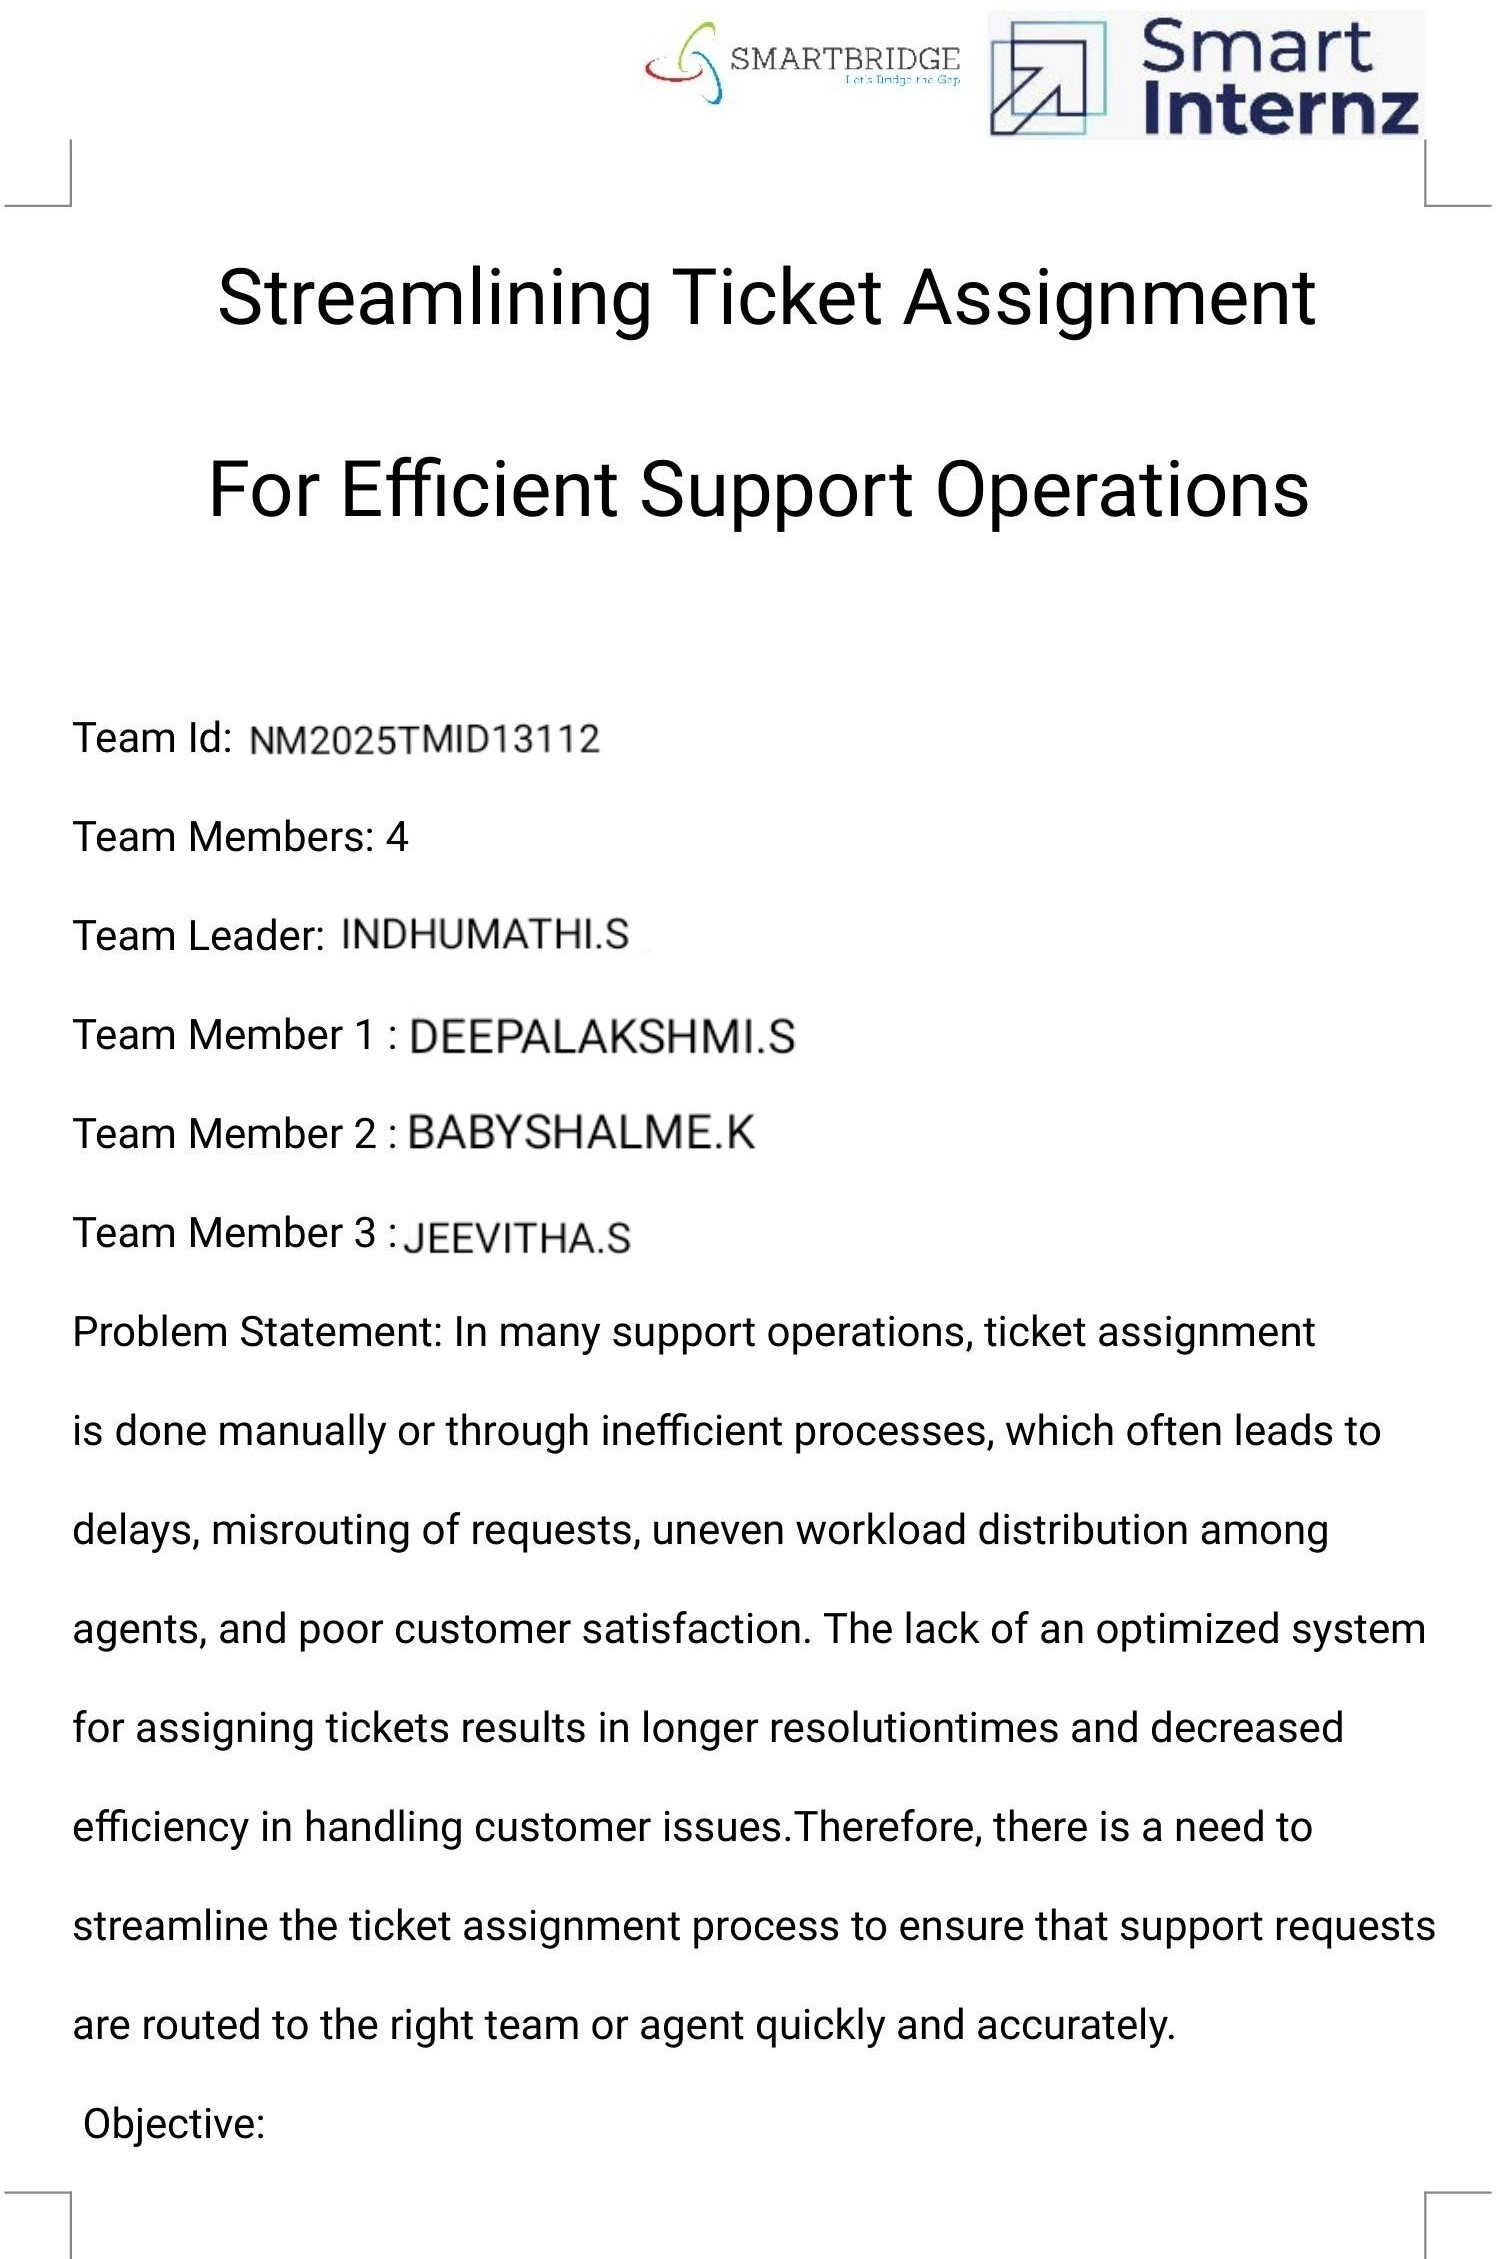 SMARTBRIDGE
Let's Bridge the Gap
Smart
Internz
Streamlining Ticket Assignment
For Efficient Support Operations
Team Id: NM2025TMID13112
Team Members: 4
Team Leader: INDHUMATHI.S
Team Member 1 : DEEPALAKSHMI.S
Team Member 2 : BABYSHALME.K
Team Member 3 : JEEVITHA.S
Problem Statement: In many support operations, ticket assignment
is done manually or through inefficient processes, which often leads to
delays, misrouting of requests, uneven workload distribution among
agents, and poor customer satisfaction. The lack of an optimized system
for assigning tickets results in longer resolutiontimes and decreased
efficiency in handling customer issues.Therefore, there is a need to
streamline the ticket assignment process to ensure that support requests
are routed to the right team or agent quickly and accurately.
Objective: